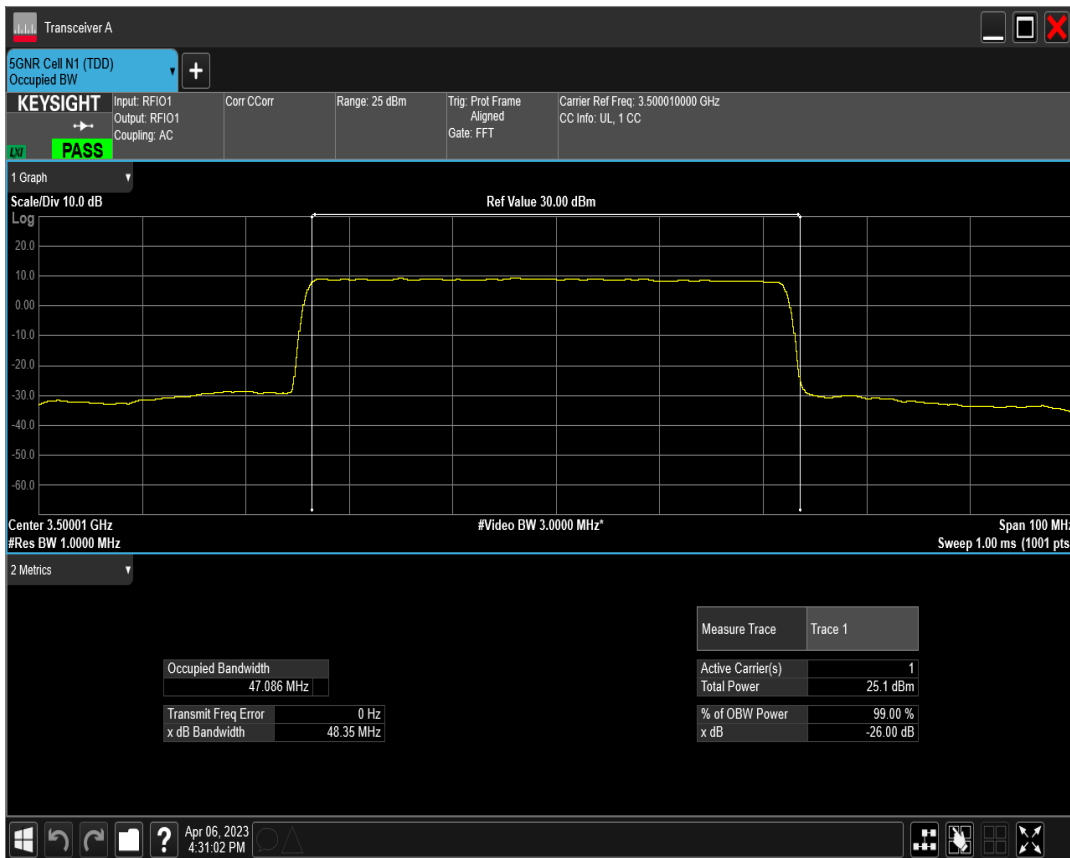 Transceiver A
5GNR Cell N1 (TDD)
Occupied BW
+
KEYSIGHT
LXI
PASS
Input: RFIO1
Output: RFIO1
Coupling: AC
Corr CCorr
Range: 25 dBm
Trig: Prot Frame
Aligned
Gate: FFT
Carrier Ref Freq: 3.500010000 GHz
CC Info: UL, 1 CC
1 Graph
Scale/Div 10.0 dB
Ref Value 30.00 dBm
Log
20.0
10.0
0.00
-10.0
-20.0
-30.0
-40.0
-50.0
-60.0
Center 3.50001 GHz
#Video BW 3.0000 MHz*
Span 100 MHz
#Res BW 1.0000 MHz
Sweep 1.00 ms (1001 pts
2 Metrics
Measure Trace Trace 1
Occupied Bandwidth
47.086 MHz
Active Carrier(s) 1
Total Power 25.1 dBm
Transmit Freq Error 0 Hz
x dB Bandwidth 48.35 MHz
% of OBW Power 99.00 %
x dB -26.00 dB
?
Apr 06, 2023
4:31:02 PM